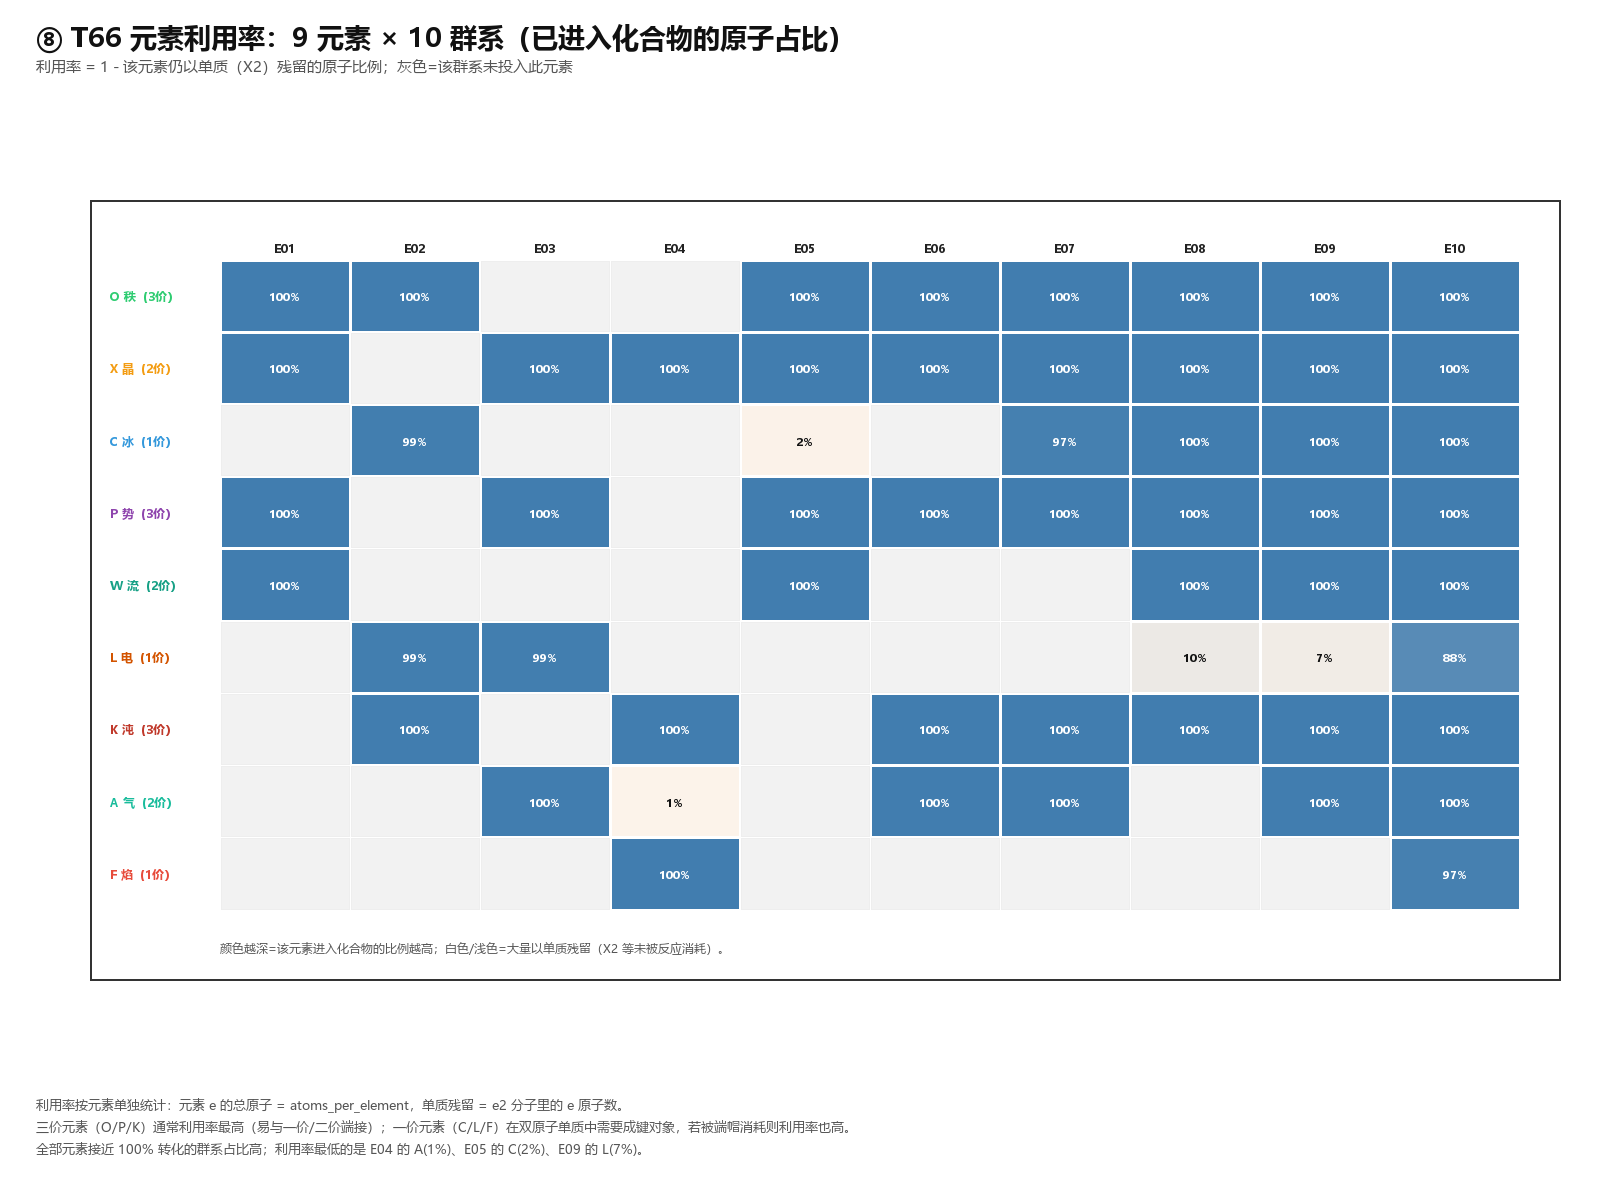 ⑧ T66 元素利用率：9 元素 × 10 群系（已进入化合物的原子占比）
利用率 = 1 - 该元素仍以单质（X2）残留的原子比例；灰色=该群系未投入此元素
E01 E02 E03 E04 E05 E06 E07 E08 E09 E10
O 秩 (3价) 100% 100% 100% 100% 100% 100% 100% 100%
X 晶 (2价) 100% 100% 100% 100% 100% 100% 100% 100% 100%
C 冰 (1价) 99% 2% 97% 100% 100% 100%
P 势 (3价) 100% 100% 100% 100% 100% 100% 100% 100%
W 流 (2价) 100% 100% 100% 100% 100%
L 电 (1价) 99% 99% 10% 7% 88%
K 沌 (3价) 100% 100% 100% 100% 100% 100% 100%
A 气 (2价) 100% 1% 100% 100% 100% 100%
F 焰 (1价) 100% 97%
颜色越深=该元素进入化合物的比例越高；白色/浅色=大量以单质残留（X2 等未被反应消耗）。
利用率按元素单独统计：元素 e 的总原子 = atoms_per_element，单质残留 = e2 分子里的 e 原子数。
三价元素（O/P/K）通常利用率最高（易与一价/二价端接）；一价元素（C/L/F）在双原子单质中需要成键对象，若被端帽消耗则利用率也高。
全部元素接近 100% 转化的群系占比高；利用率最低的是 E04 的 A(1%)、E05 的 C(2%)、E09 的 L(7%)。